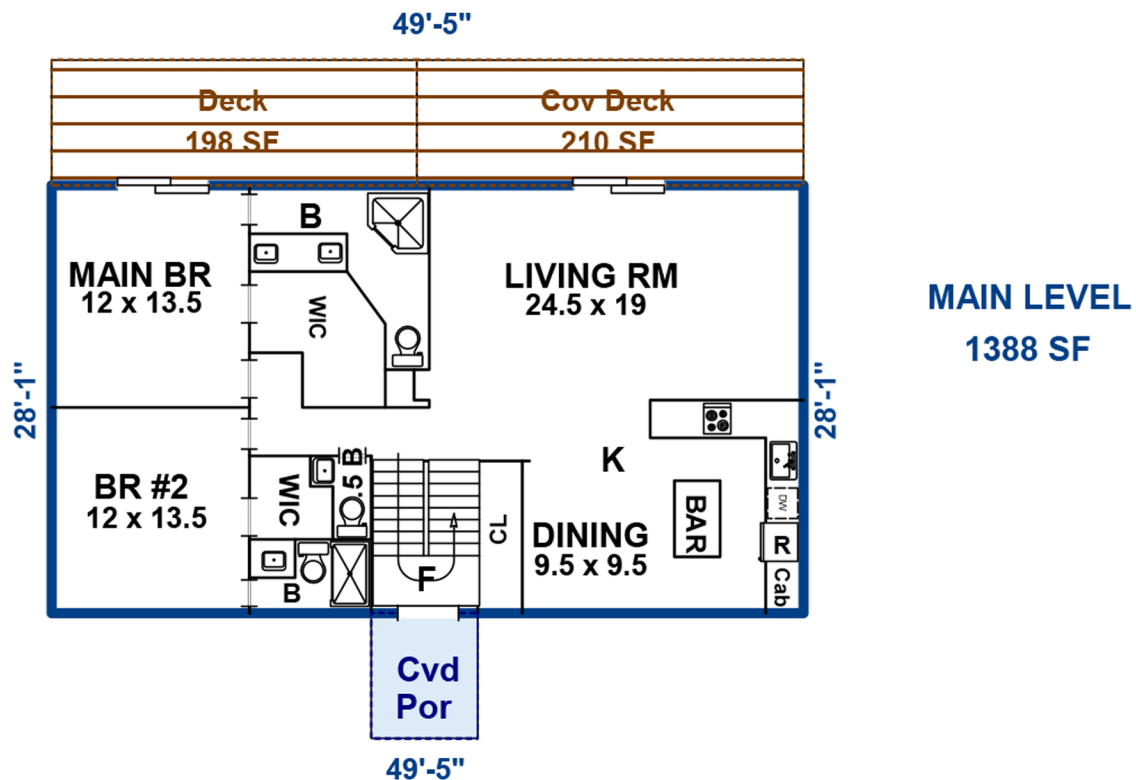 49'-5"
Deck
198 SF
Cov Deck
210 SF
B
MAIN BR
12 x 13.5
WIC
LIVING RM
24.5 x 19
MAIN LEVEL
1388 SF
28'-1"
28'-1"
BR #2
12 x 13.5
WIC
.5 B
K
CL
DINING
9.5 x 9.5
BAR
DW
R
Cab
B
F
Cvd
Por
49'-5"